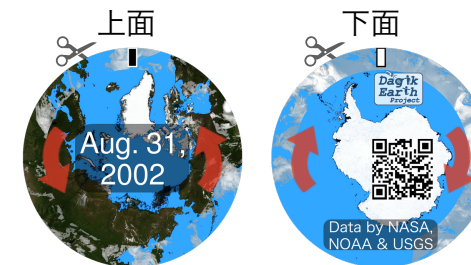 上面
下面
Aug. 31,
2002
Dagik
Earth
Project
Data by NASA,
NOAA & USGS